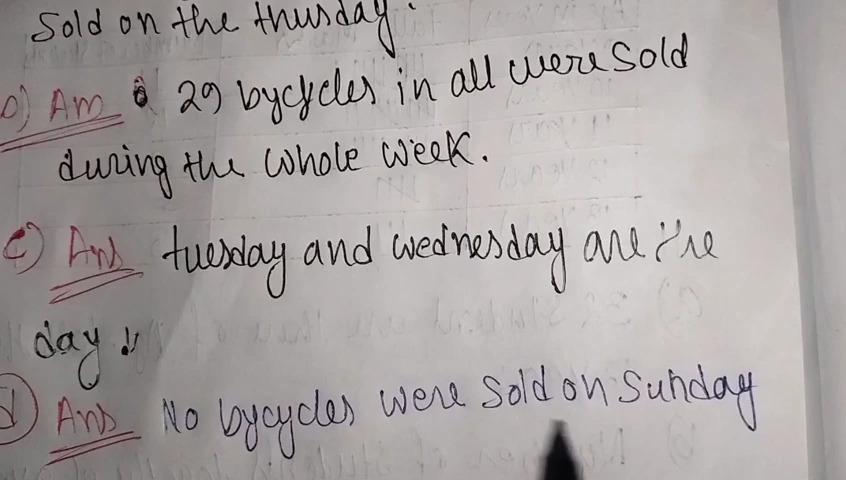 Sold on the thusday.
b) Ans 29 bycycles in all were sold
during the whole week.
c) Ans tuesday and wednesday are the
day.
d) Ans No bycycles were sold on Sunday